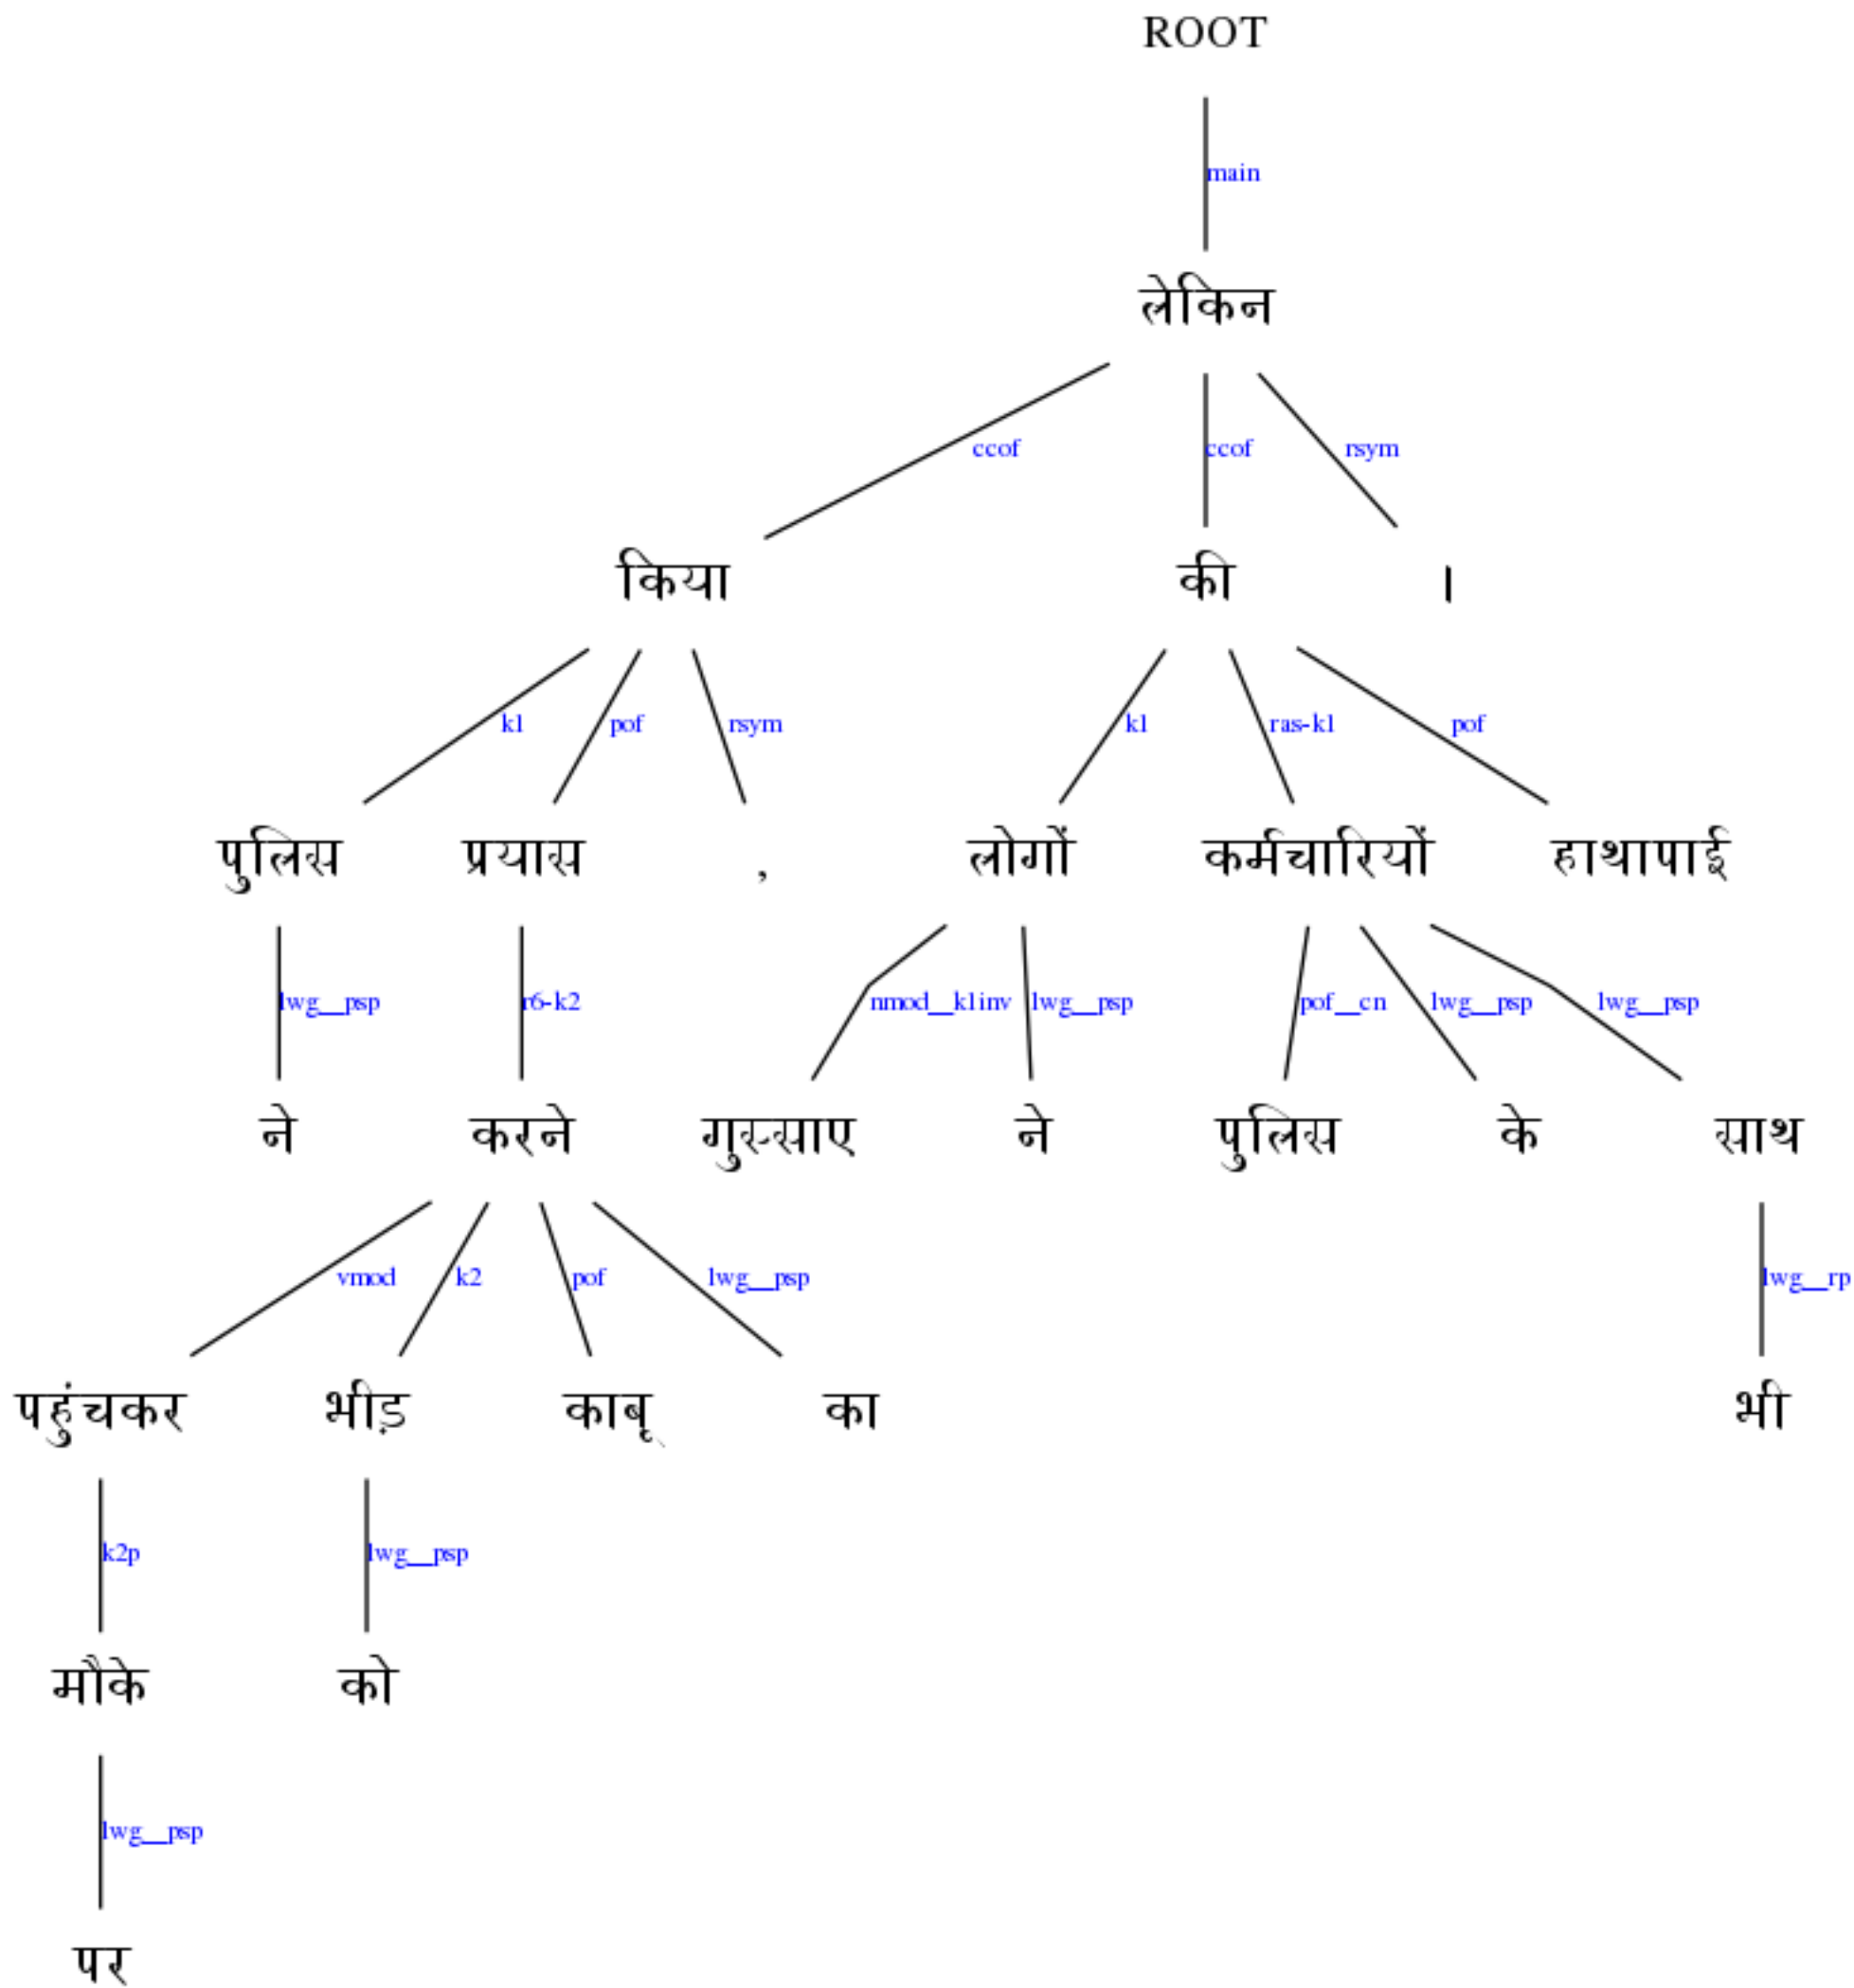 ROOT
main
लेकिन
ccof ccof rsym
किया की ।
k1 pof rsym k1 ras-k1 pof
पुलिस प्रयास , लोगों कर्मचारियों हाथापाई
lwg__psp r6-k2 nmod__k1inv lwg__psp pof__cn lwg__psp lwg__psp
ने करने गुस्साए ने पुलिस के साथ
vmod k2 pof lwg__psp lwg__rp
पहुंचकर भीड़ काबू का भी
k2p lwg__psp
मौके को
lwg__psp
पर